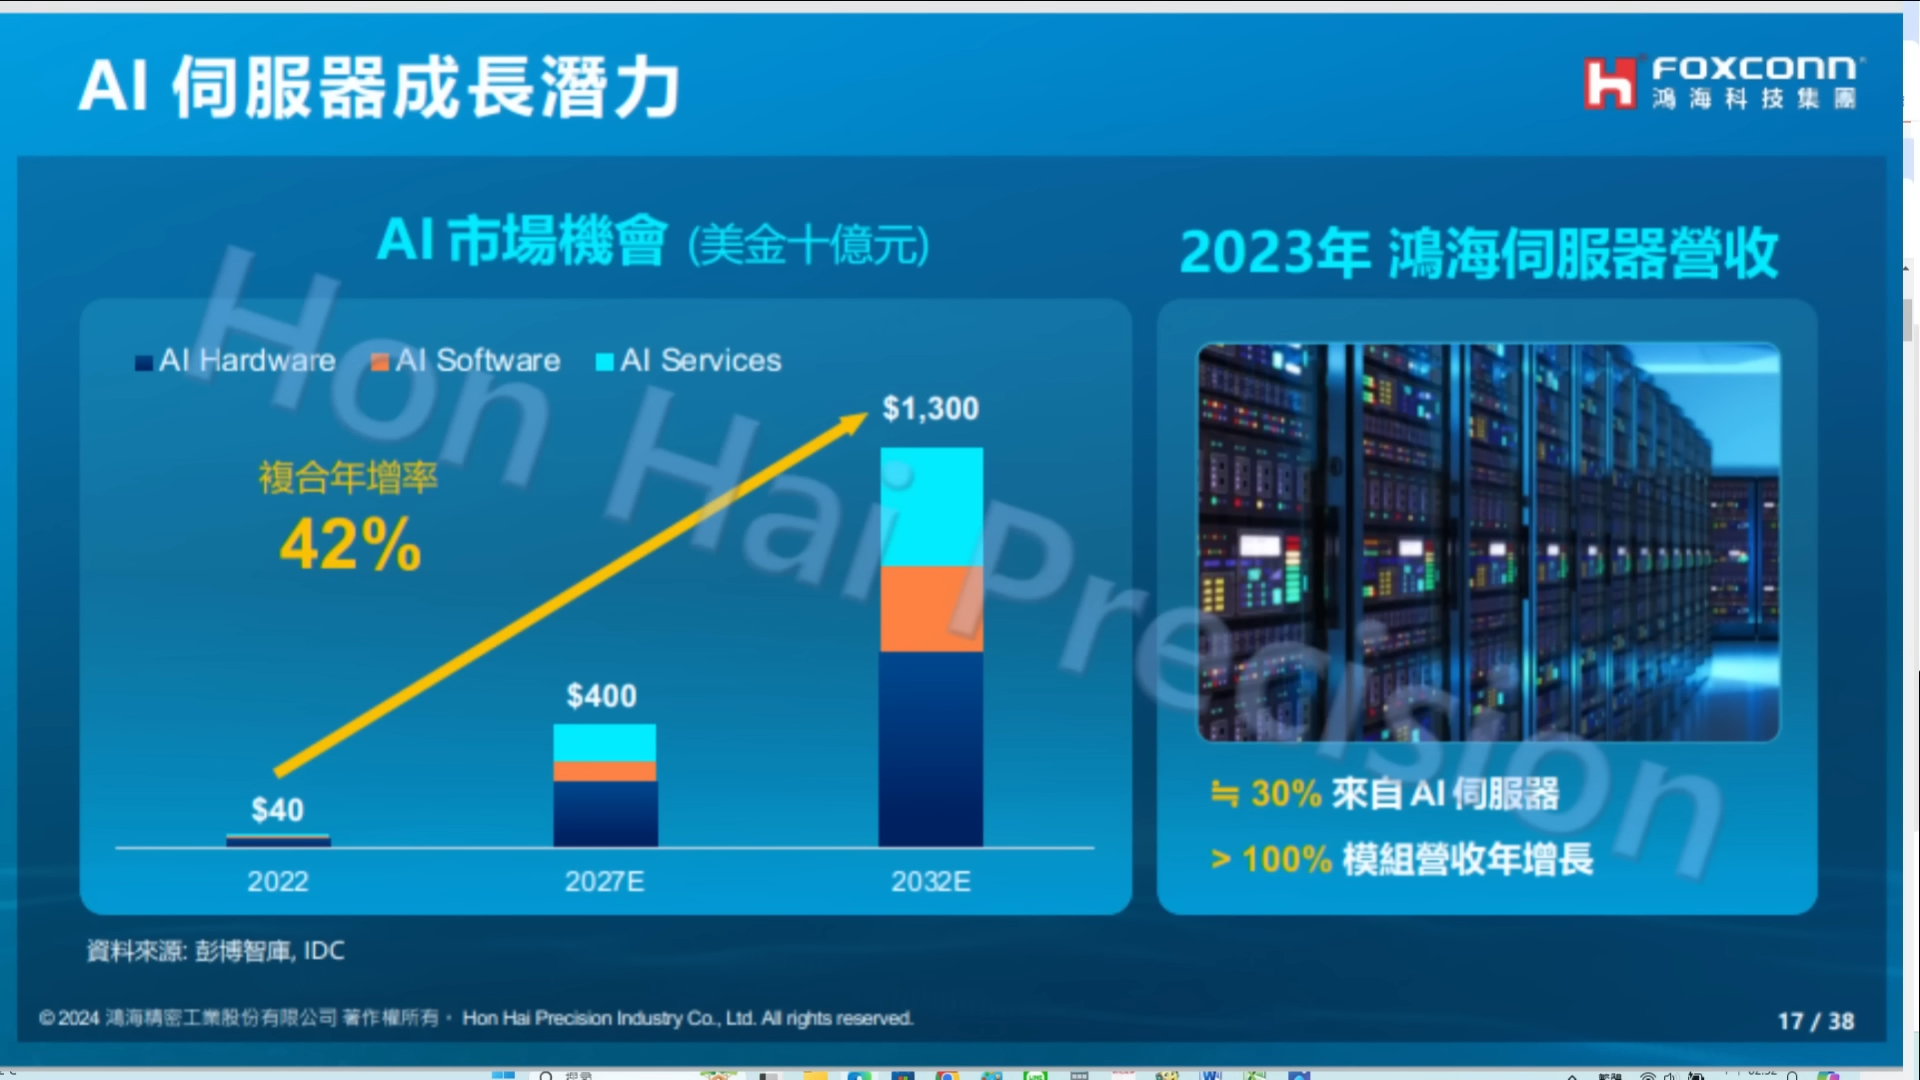 AI 伺服器成長潛力
FOXCONN
鴻海科技集團
AI 市場機會 (美金十億元)
2023年 鴻海伺服器營收
AI Hardware AI Software AI Services
$1,300
複合年增率
42%
$400
$40
2022 2027E 2032E
≒ 30% 來自 AI 伺服器
> 100% 模組營收年增長
Hon Hai Precision
資料來源: 彭博智庫, IDC
© 2024 鴻海精密工業股份有限公司 著作權所有。 Hon Hai Precision Industry Co., Ltd. All rights reserved.
17 / 38